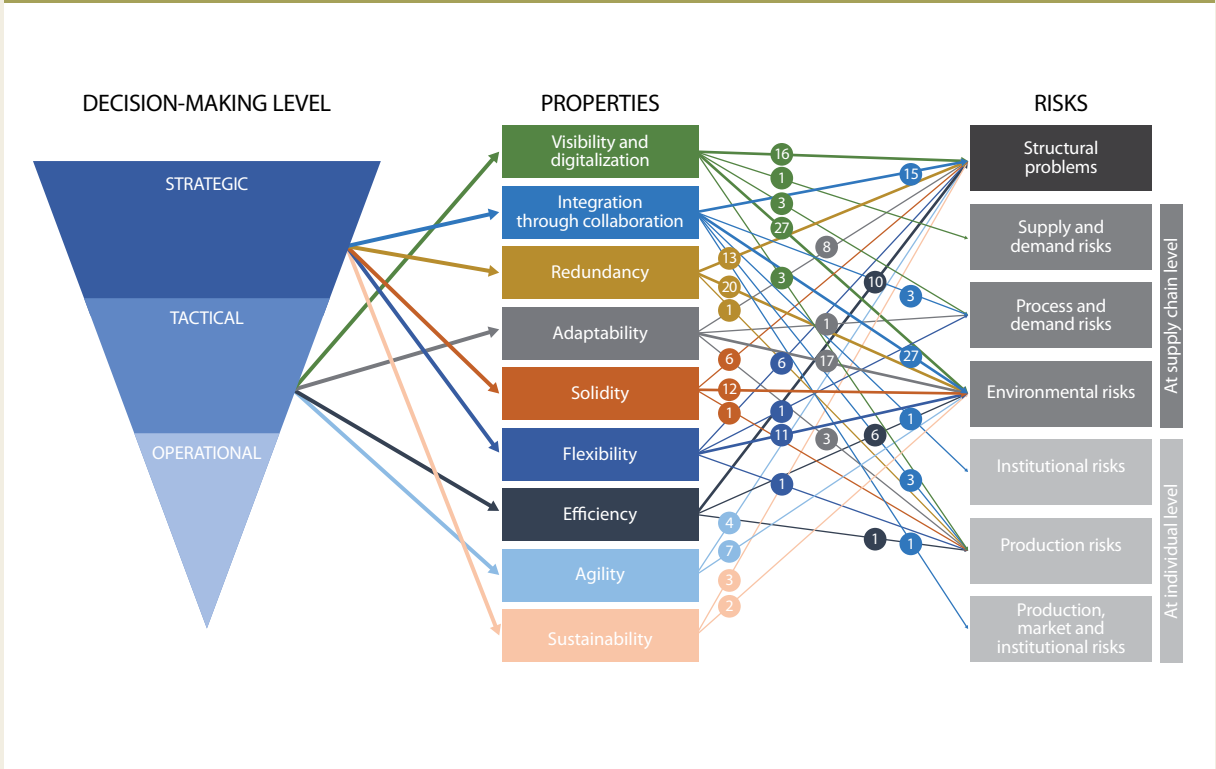 DECISION-MAKING LEVEL
STRATEGIC
TACTICAL
OPERATIONAL
PROPERTIES
Visibility and
digitalization
Integration
through collaboration
Redundancy
Adaptability
Solidity
Flexibility
Efficiency
Agility
Sustainability
16
1
3
27
3
13
20
1
6
12
1
6
1
11
1
4
7
3
2
8
1
17
3
10
6
1
15
3
27
1
3
1
RISKS
Structural
problems
Supply and
demand risks
Process and
demand risks
Environmental risks
Institutional risks
Production risks
Production,
market and
institutional risks
At supply chain level
At individual level